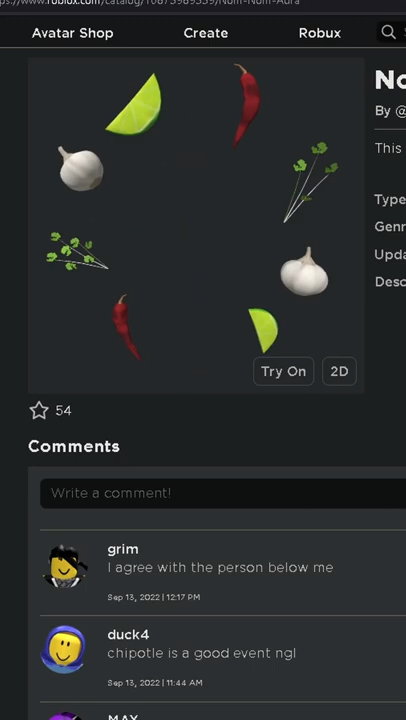 Avatar Shop Create Robux
No
By @
This
Type
Genr
Upda
Desc
Try On 2D
54
Comments
Write a comment!
grim
I agree with the person below me
Sep 13, 2022 | 12:17 PM
duck4
chipotle is a good event ngl
Sep 13, 2022 | 11:44 AM
MAX